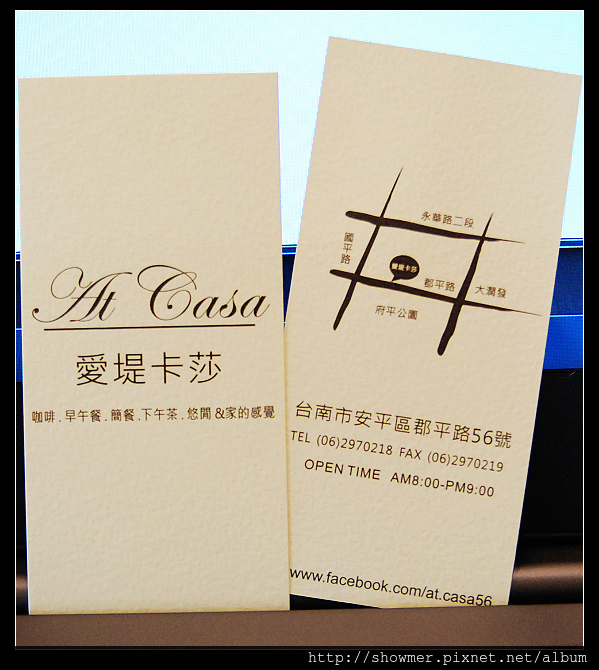 At Casa
愛堤卡莎
咖啡.早午餐.簡餐.下午茶.悠閒&家的感覺
永華路二段
國平路
愛堤卡莎
郡平路
大潤發
府平公園
台南市安平區郡平路56號
TEL (06)2970218 FAX (06)2970219
OPEN TIME AM8:00-PM9:00
www.facebook.com/at.casa56
http://showmer.pixnet.net/album